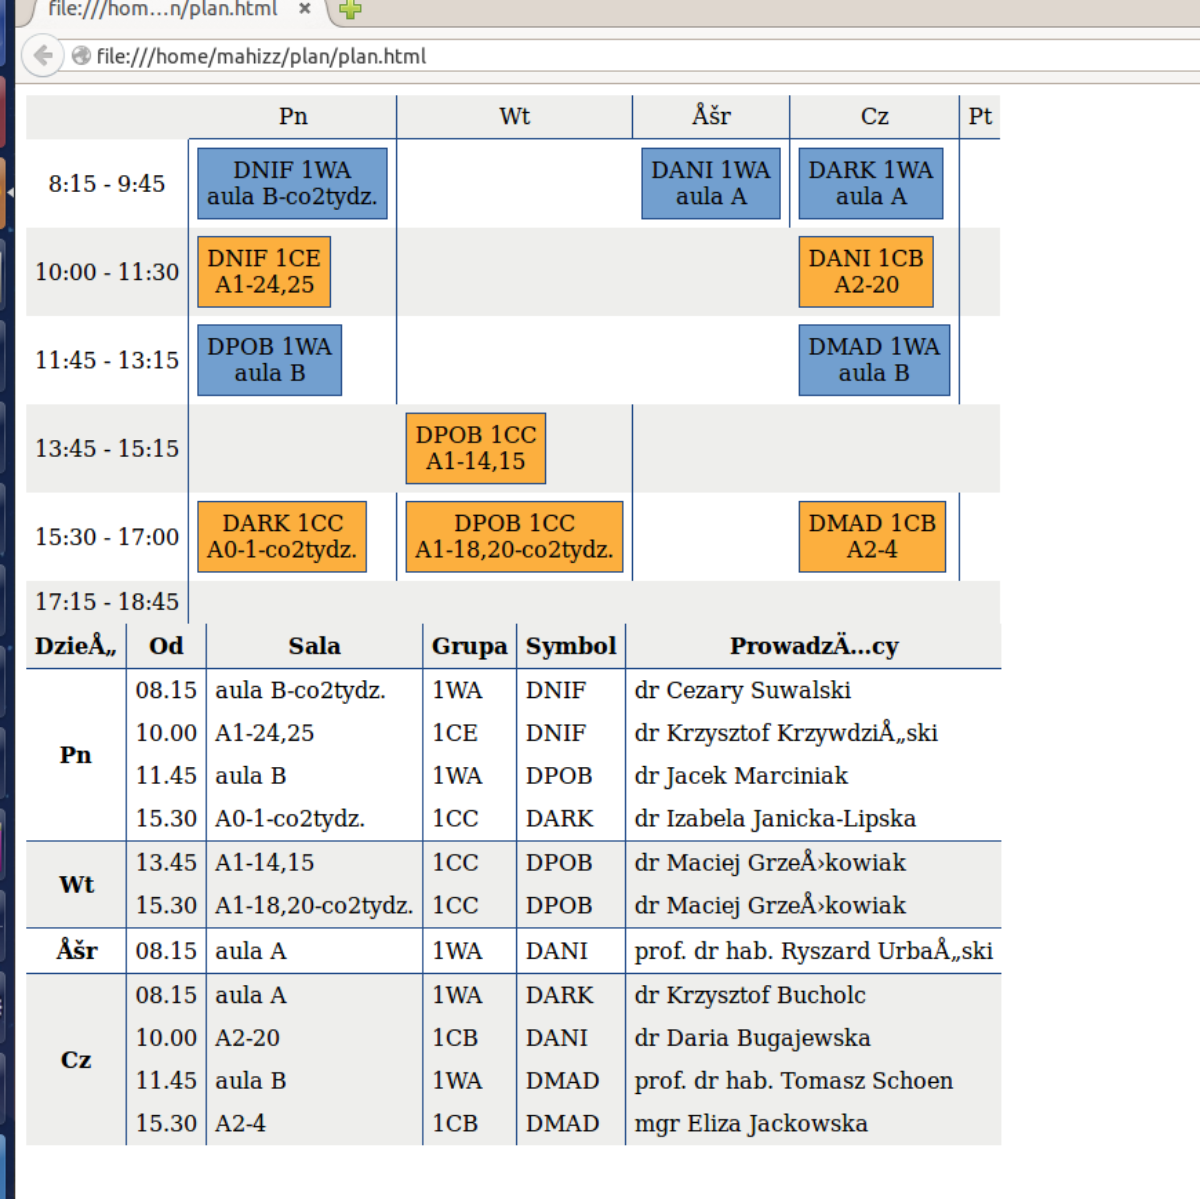 file:///hom...n/plan.html
file:///home/mahizz/plan/plan.html
Pn Wt Åšr Cz Pt
8:15 - 9:45 DNIF 1WA aula B-co2tydz. DANI 1WA aula A DARK 1WA aula A
10:00 - 11:30 DNIF 1CE A1-24,25 DANI 1CB A2-20
11:45 - 13:15 DPOB 1WA aula B DMAD 1WA aula B
13:45 - 15:15 DPOB 1CC A1-14,15
15:30 - 17:00 DARK 1CC A0-1-co2tydz. DPOB 1CC A1-18,20-co2tydz. DMAD 1CB A2-4
17:15 - 18:45
DzieÅ„ Od Sala Grupa Symbol ProwadzÄ…cy
Pn
08.15 aula B-co2tydz. 1WA DNIF dr Cezary Suwalski
10.00 A1-24,25 1CE DNIF dr Krzysztof KrzywdziÅ„ski
11.45 aula B 1WA DPOB dr Jacek Marciniak
15.30 A0-1-co2tydz. 1CC DARK dr Izabela Janicka-Lipska
Wt
13.45 A1-14,15 1CC DPOB dr Maciej GrzeÅ›kowiak
15.30 A1-18,20-co2tydz. 1CC DPOB dr Maciej GrzeÅ›kowiak
Åšr 08.15 aula A 1WA DANI prof. dr hab. Ryszard UrbaÅ„ski
Cz
08.15 aula A 1WA DARK dr Krzysztof Bucholc
10.00 A2-20 1CB DANI dr Daria Bugajewska
11.45 aula B 1WA DMAD prof. dr hab. Tomasz Schoen
15.30 A2-4 1CB DMAD mgr Eliza Jackowska